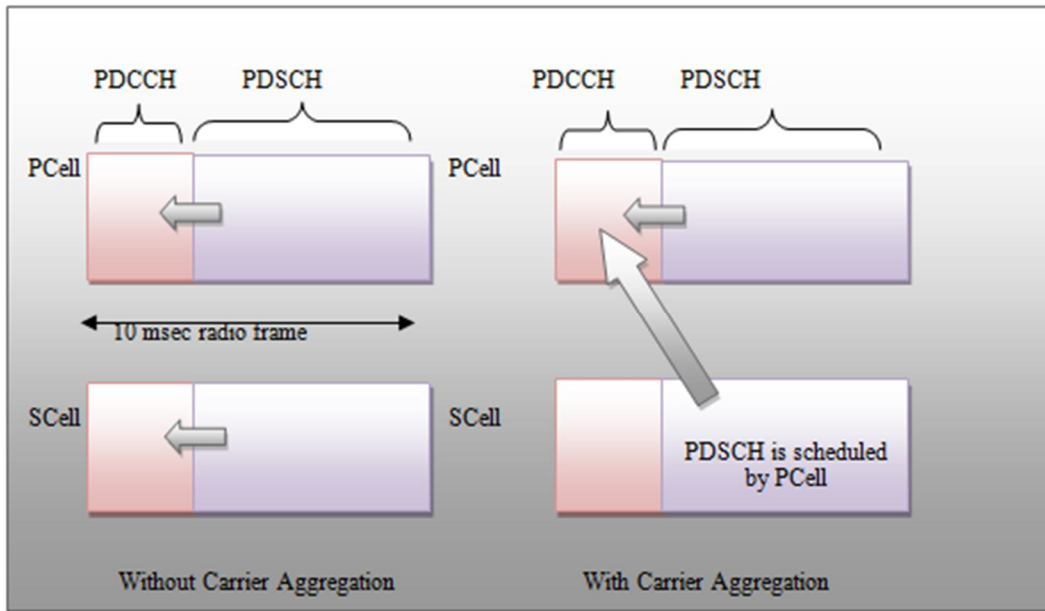 PDCCH PDSCH
PDCCH PDSCH
PCell
PCell
10 msec radio frame
SCell
SCell
PDSCH is scheduled
by PCell
Without Carrier Aggregation
With Carrier Aggregation